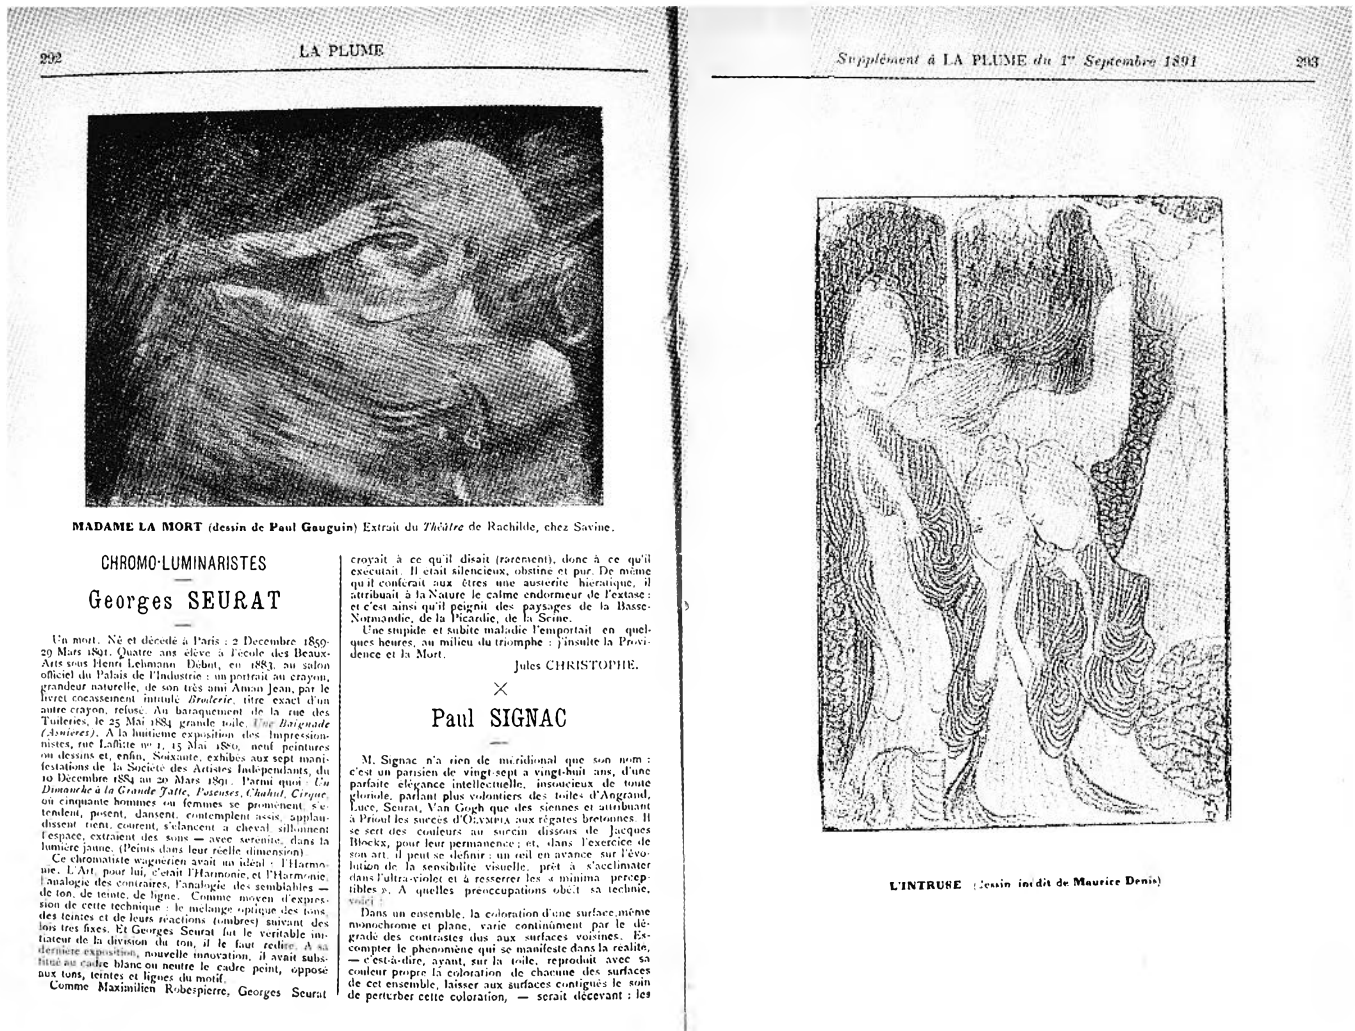 292
LA PLUME
MADAME LA MORT (dessin de Paul Gauguin) Extrait du Théâtre de Rachilde, chez Savine.
CHROMO-LUMINARISTES
Georges SEURAT
Un mort. Né et décédé à Paris : 2 Decembre 1859-
29 Mars 1891. Quatre ans élève à l'école des Beaux-
Arts sous Henri Lehmann. Début, en 1883, au salon
officiel du Palais de l'Industrie : un portrait au crayon,
grandeur naturelle, de son très ami Aman Jean, par le
livret cocassement intitulé Broderie, titre exact d'un
autre crayon, refusé. Au baraquement de la rue des
Tuileries, le 25 Mai 1884 grande toile, Une Baignade
(Asnières). A la huitieme exposition des Impression-
nistes, rue Laffitte nº 1, 15 Mai neuf peintures
ou dessins et, enfin, Soixante, exhibés aux sept mani-
festations de la Société des Artistes Indépendants, du
10 Décembre 1884 au 20 Mars 1891. Parmi quoi : Un
Dimanche à la Grande Jatte, Poseuses, Chahut, Cirque,
où cinquante hommes ou femmes se promènent, s'é-
tendent, posent, dansent, contemplent assis, applau-
dissent rient, courent, s'élancent a cheval sillonnent
l'espace, extraient des sons — avec serenité, dans la
lumière jaune. (Peints dans leur réelle dimension)
Ce chromatiste wagnérien avait un idéal : l'Harmo-
nie. L'Art, pour lui, c'était l'Harmonie, et l'Harmonie,
l'analogie des contraires, l'analogie des semblables —
de ton, de teinte, de ligne. Comme moyen d'expres-
sion de cette technique : le mélange optique des tons,
des teintes et de leurs réactions (ombres) suivant des
lois tres fixes. Et Georges Seurat fut le veritable ini-
tiateur de la division du ton, il le faut redire. A sa
dernière exposition, nouvelle innovation, il avait subs-
titué au cadre blanc ou neutre le cadre peint, opposé
aux tons, teintes et lignes du motif.
Comme Maximilien Robespierre, Georges Seurat
croyait à ce qu'il disait (rarement), donc à ce qu'il
exécutait. Il était silencieux, obstiné et pur. De même
qu'il conférait aux êtres une austerité hiératique, il
attribuait à la Nature le calme endormeur de l'extase :
et c'est ainsi qu'il peignit des paysages de la Basse-
Normandie, de la Picardie, de la Seine.
Une stupide et subite maladie l'emportait en quel-
ques heures, au milieu du triomphe : j'insulte la Provi-
dence et la Mort.
Jules CHRISTOPHE.
Paul SIGNAC
M. Signac n'a rien de méridional que son nom :
c'est un parisien de vingt-sept a vingt-huit ans, d'une
parfaite élégance intellectuelle, insoucieux de toute
gloriole, parlant plus volontiers des toiles d'Angrand,
Luce, Seurat, Van Gogh que des siennes et attribuant
à Prioul les succès d'OLYMPIA aux régates bretonnes. Il
se sert des couleurs au succin dissous de Jacques
Blockx, pour leur permanence ; et, dans l'exercice de
son art, il peut se définir : un œil en avance sur l'évo-
lution de la sensibilité visuelle, prêt à s'acclimater
dans l'ultra-violet et à resserrer les « minima percep-
tibles ». A quelles préoccupations obéit sa technie,
voici :
Dans un ensemble, la coloration d'une surface, même
monochrome et plane, varie continûment par le dé-
gradé des contrastes dus aux surfaces voisines. Es-
compter le phénomène qui se manifeste dans la réalité,
— c'est-à-dire, ayant, sur la toile, reproduit avec sa
couleur propre la coloration de chacune des surfaces
de cet ensemble, laisser aux surfaces contiguës le soin
de perturber cette coloration, — serait décevant : les
Supplément à LA PLUME du 1er Septembre 1891
293
L'INTRUSE (dessin inédit de Maurice Denis)